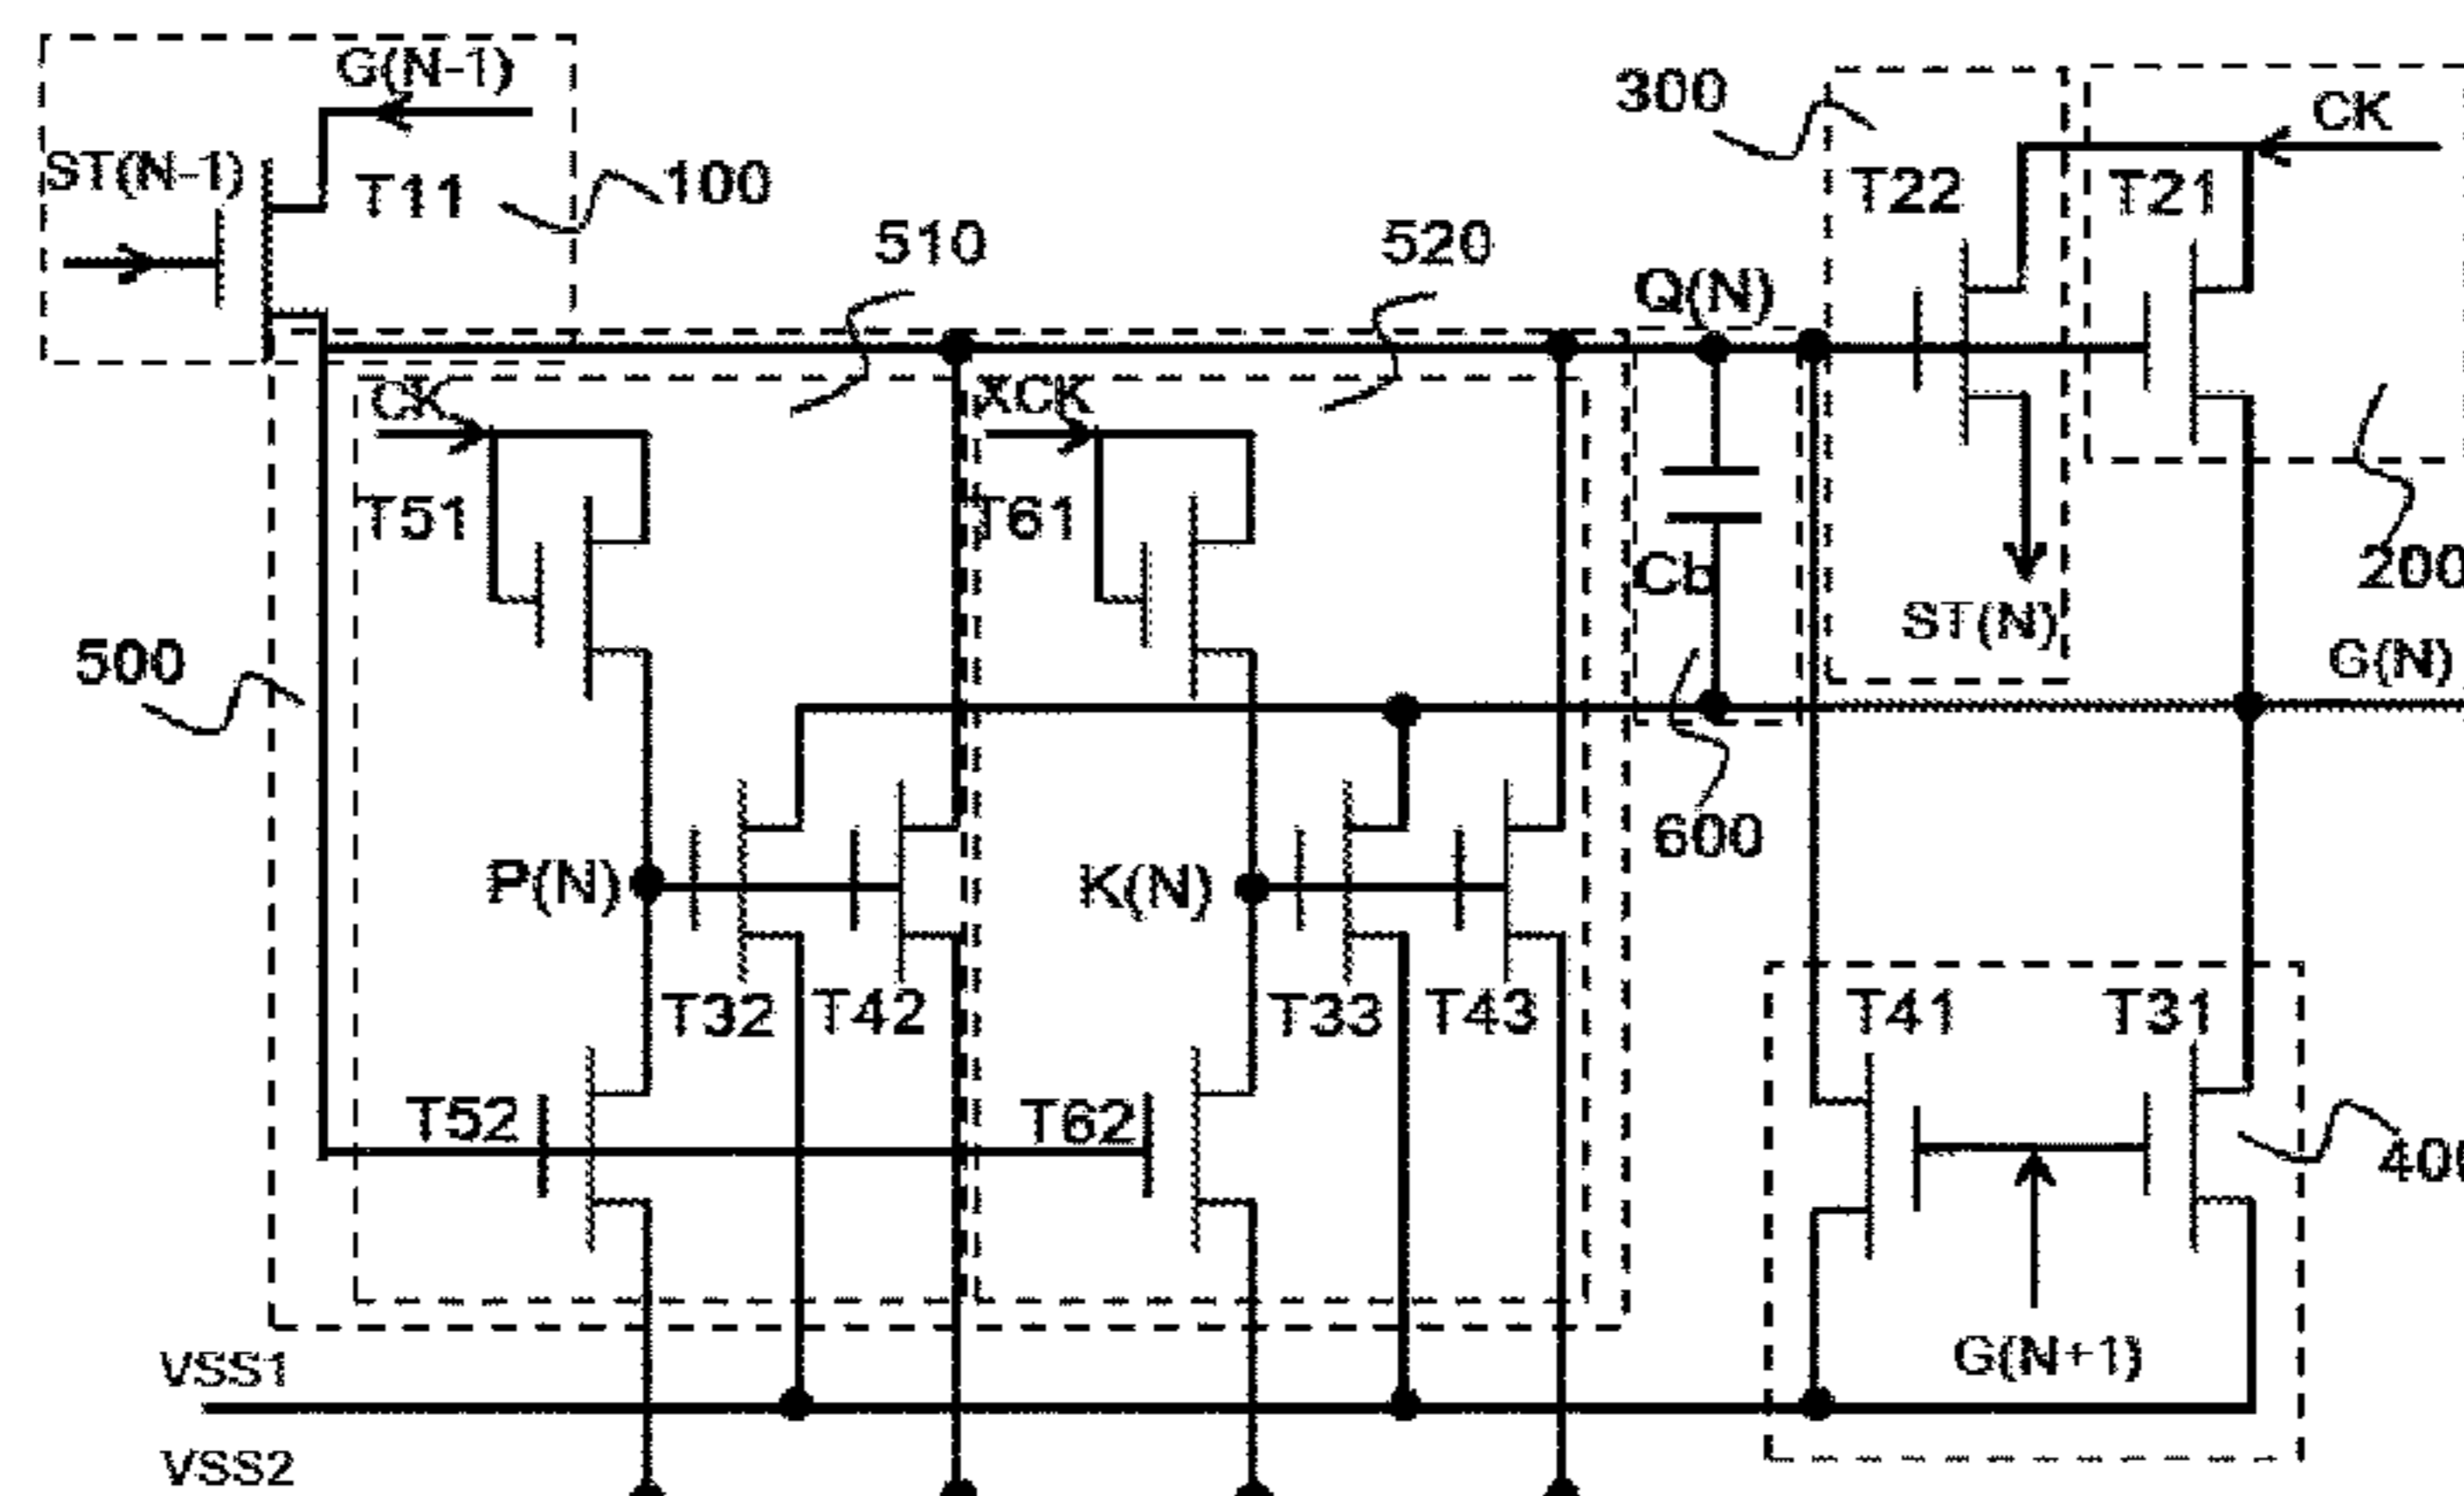 G(N-1)
ST(N-1)
T11
100
510
520
Q(N)
300
T22
T21
CK
CK
XCK
T51
T61
Cb
ST(N)
200
G(N)
500
600
P(N)
K(N)
T32
T42
T33
T43
T41
T31
T52
T62
G(N+1)
VSS1
VSS2